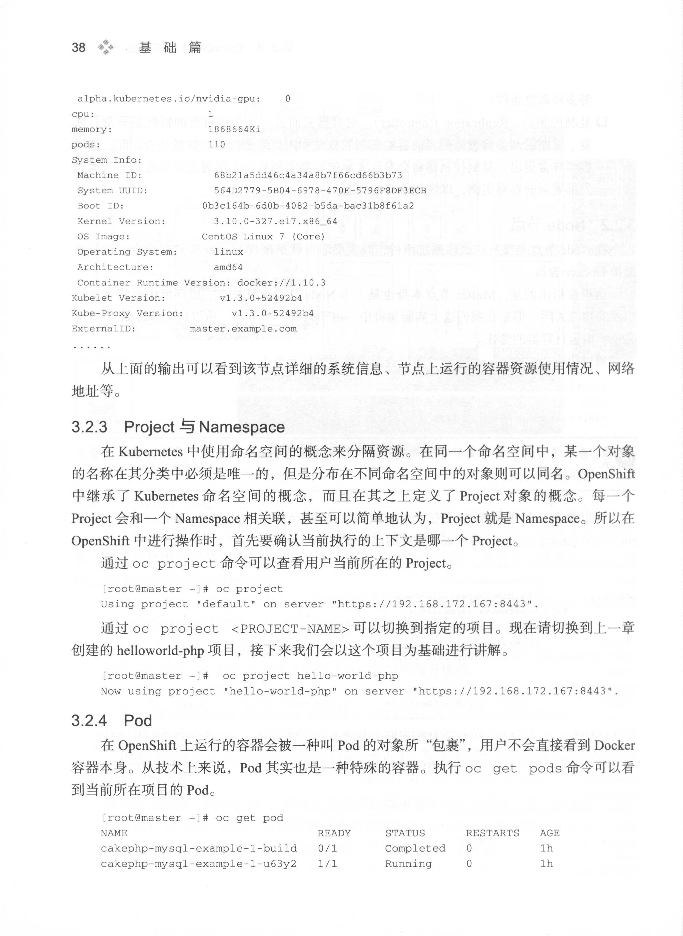 38 基础篇
alpha.kubernetes.io/nvidia-gpu: 0
cpu: 1
memory: 1868664Ki
pods: 110
System Info:
Machine ID: 68b21a5dd46c4a34a8b7f66cd66b3b73
System UUID: 564D2779-5B04-6978-470E-5796F8DF3ECB
Boot ID: 0b3c164b-6d0b-4082-b5da-bac31b8f61a2
Kernel Version: 3.10.0-327.el7.x86_64
OS Image: CentOS Linux 7 (Core)
Operating System: linux
Architecture: amd64
Container Runtime Version: docker://1.10.3
Kubelet Version: v1.3.0+52492b4
Kube-Proxy Version: v1.3.0+52492b4
ExternalID: master.example.com
......
从上面的输出可以看到该节点详细的系统信息、节点上运行的容器资源使用情况、网络
地址等。
3.2.3 Project 与 Namespace
在 Kubernetes 中使用命名空间的概念来分隔资源。在同一个命名空间中，某一个对象
的名称在其分类中必须是唯一的，但是分布在不同命名空间中的对象则可以同名。OpenShift
中继承了 Kubernetes 命名空间的概念，而且在其之上定义了 Project 对象的概念。每一个
Project 会和一个 Namespace 相关联，甚至可以简单地认为，Project 就是 Namespace。所以在
OpenShift 中进行操作时，首先要确认当前执行的上下文是哪一个 Project。
通过 oc project 命令可以查看用户当前所在的 Project。
[root@master ~]# oc project
Using project "default" on server "https://192.168.172.167:8443".
通过 oc project <PROJECT-NAME> 可以切换到指定的项目。现在请切换到上一章
创建的 helloworld-php 项目，接下来我们会以这个项目为基础进行讲解。
[root@master ~]# oc project hello-world-php
Now using project "hello-world-php" on server "https://192.168.172.167:8443".
3.2.4 Pod
在 OpenShift 上运行的容器会被一种叫 Pod 的对象所“包裹”，用户不会直接看到 Docker
容器本身。从技术上来说，Pod 其实也是一种特殊的容器。执行 oc get pods 命令可以看
到当前所在项目的 Pod。
[root@master ~]# oc get pod
NAME READY STATUS RESTARTS AGE
cakephp-mysql-example-1-build 0/1 Completed 0 1h
cakephp-mysql-example-1-u63y2 1/1 Running 0 1h